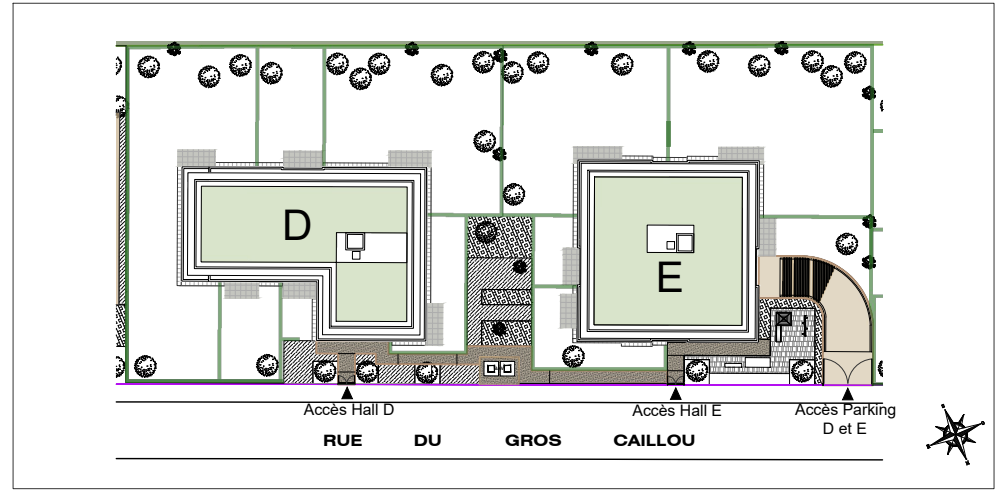 D
E
Accès Hall D
Accès Hall E
Accès Parking
D et E
RUE DU GROS CAILLOU